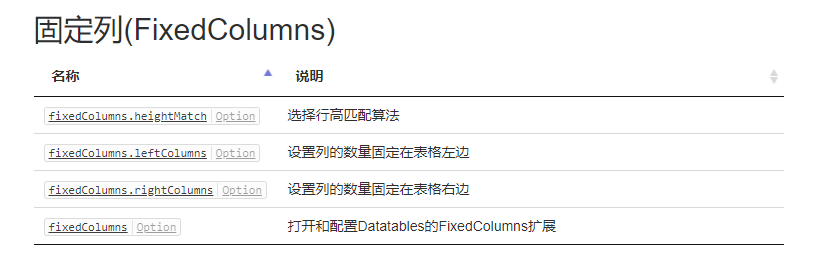 固定列(FixedColumns)
名称 说明
fixedColumns.heightMatch Option 选择行高匹配算法
fixedColumns.leftColumns Option 设置列的数量固定在表格左边
fixedColumns.rightColumns Option 设置列的数量固定在表格右边
fixedColumns Option 打开和配置Datatables的FixedColumns扩展